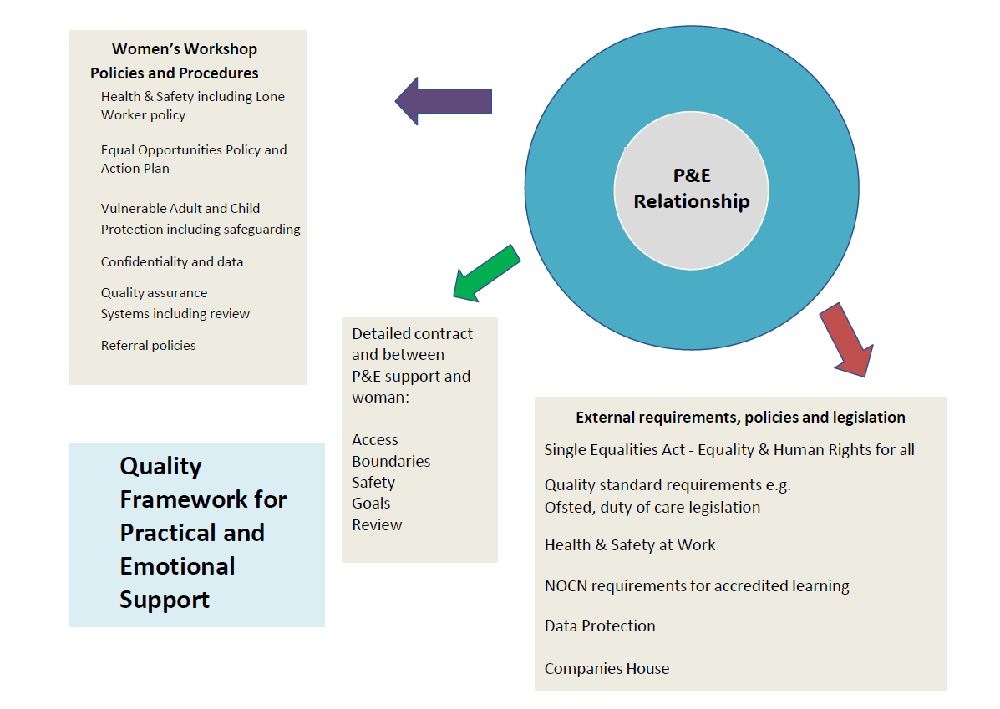 Women’s Workshop
Policies and Procedures
Health & Safety including Lone
Worker policy
Equal Opportunities Policy and
Action Plan
Vulnerable Adult and Child
Protection including safeguarding
Confidentiality and data
Quality assurance
Systems including review
Referral policies
P&E
Relationship
Detailed contract
and between
P&E support and
woman:
Access
Boundaries
Safety
Goals
Review
External requirements, policies and legislation
Single Equalities Act - Equality & Human Rights for all
Quality standard requirements e.g.
Ofsted, duty of care legislation
Health & Safety at Work
NOCN requirements for accredited learning
Data Protection
Companies House
Quality
Framework for
Practical and
Emotional
Support